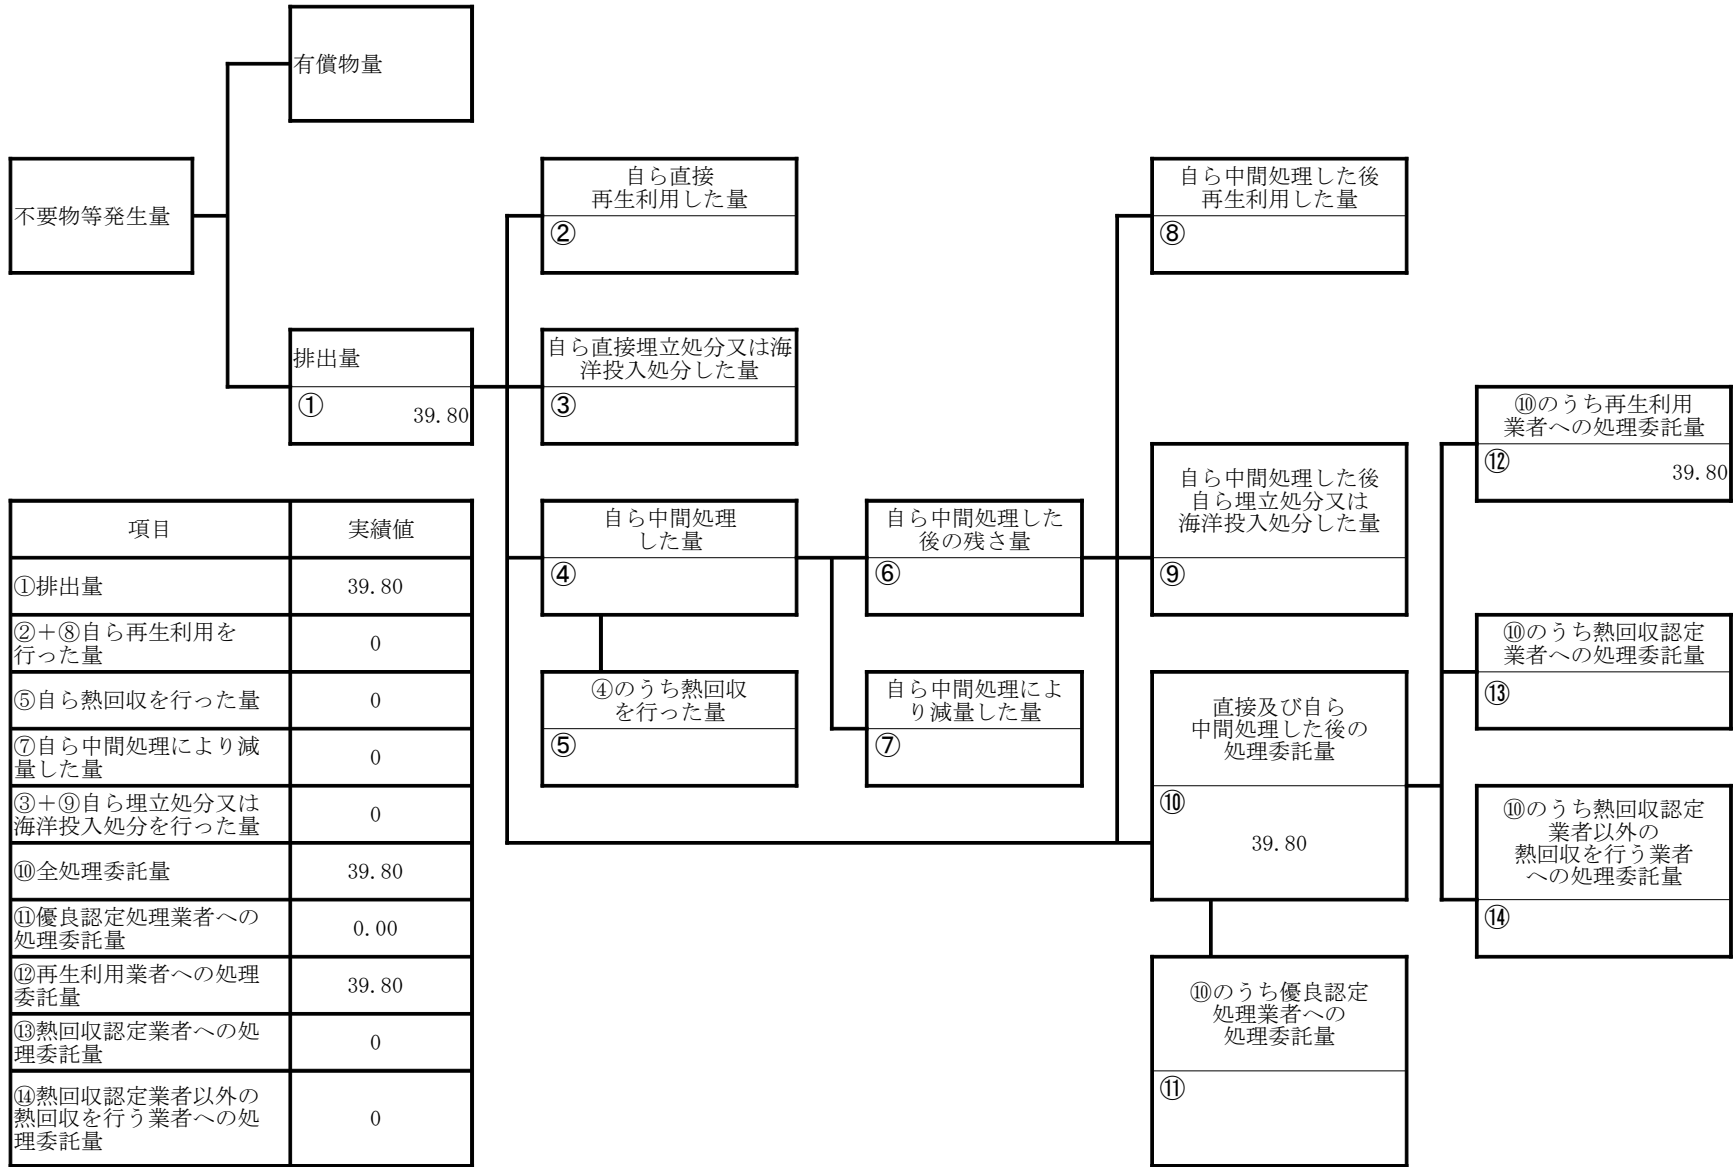 有償物量
不要物等発生量
自ら直接
再生利用した量
②
自ら中間処理した後
再生利用した量
⑧
排出量
①
39.80
自ら直接埋立処分又は海
洋投入処分した量
③
⑩のうち再生利用
業者への処理委託量
⑫
39.80
自ら中間処理
した量
④
自ら中間処理した
後の残さ量
⑥
自ら中間処理した後
自ら埋立処分又は
海洋投入処分した量
⑨
⑩のうち熱回収認定
業者への処理委託量
⑬
④のうち熱回収
を行った量
⑤
自ら中間処理によ
り減量した量
⑦
直接及び自ら
中間処理した後の
処理委託量
⑩
39.80
⑩のうち熱回収認定
業者以外の
熱回収を行う業者
への処理委託量
⑭
⑩のうち優良認定
処理業者への
処理委託量
⑪
項目 実績値
①排出量 39.80
②+⑧自ら再生利用を
行った量 0
⑤自ら熱回収を行った量 0
⑦自ら中間処理により減
量した量 0
③+⑨自ら埋立処分又は
海洋投入処分を行った量 0
⑩全処理委託量 39.80
⑪優良認定処理業者への
処理委託量 0.00
⑫再生利用業者への処理
委託量 39.80
⑬熱回収認定業者への処
理委託量 0
⑭熱回収認定業者以外の
熱回収を行う業者への処
理委託量 0